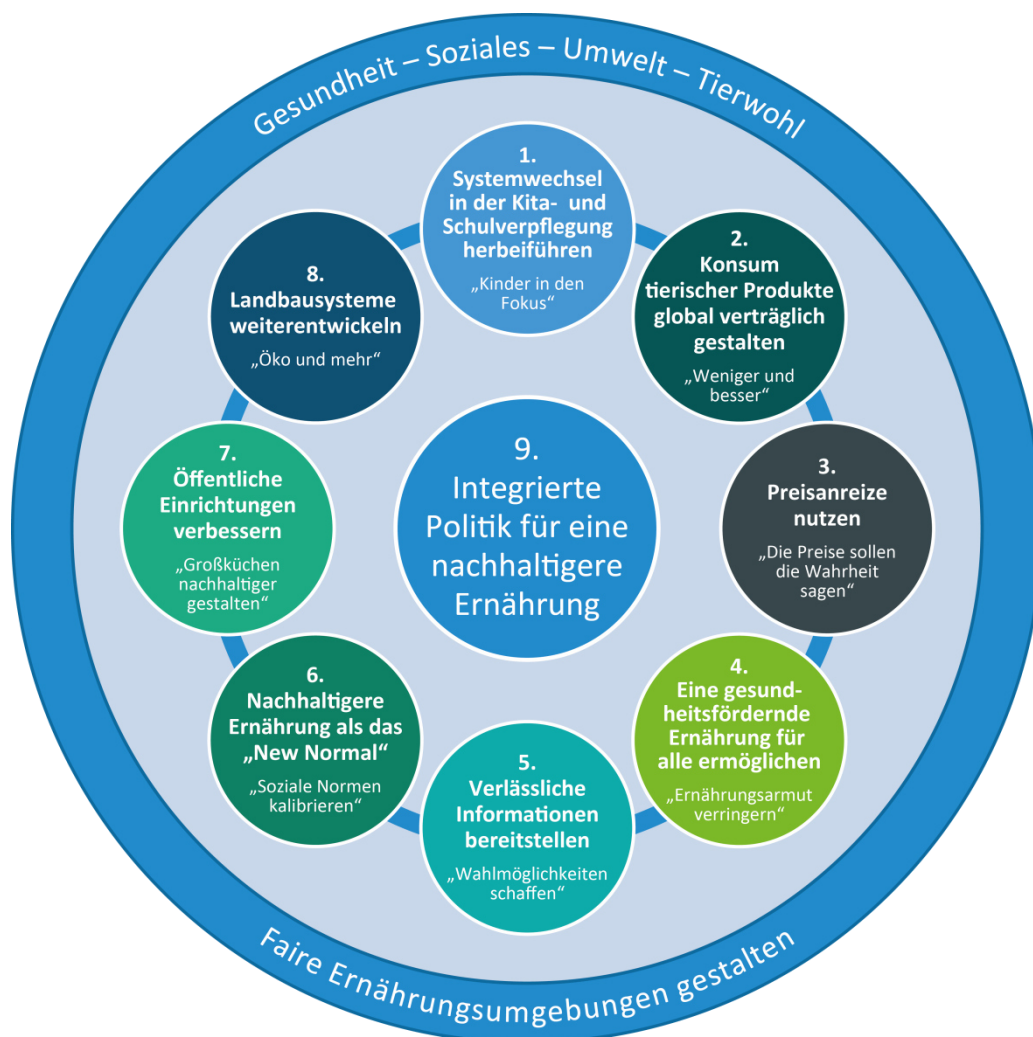 Gesundheit – Soziales – Umwelt – Tierwohl
1.
Systemwechsel
in der Kita- und
Schulverpflegung
herbeiführen
„Kinder in den
Fokus“
2.
Konsum
tierischer Produkte
global verträglich
gestalten
„Weniger und
besser“
3.
Preisanreize
nutzen
„Die Preise sollen
die Wahrheit
sagen“
4.
Eine gesund-
heitsfördernde
Ernährung für
alle ermöglichen
„Ernährungsarmut
verringern“
5.
Verlässliche
Informationen
bereitstellen
„Wahlmöglichkeiten
schaffen“
6.
Nachhaltigere
Ernährung als das
„New Normal“
„Soziale Normen
kalibrieren“
7.
Öffentliche
Einrichtungen
verbessern
„Großküchen
nachhaltiger
gestalten“
8.
Landbausysteme
weiterentwickeln
„Öko und mehr“
9.
Integrierte
Politik für eine
nachhaltigere
Ernährung
Faire Ernährungsumgebungen gestalten